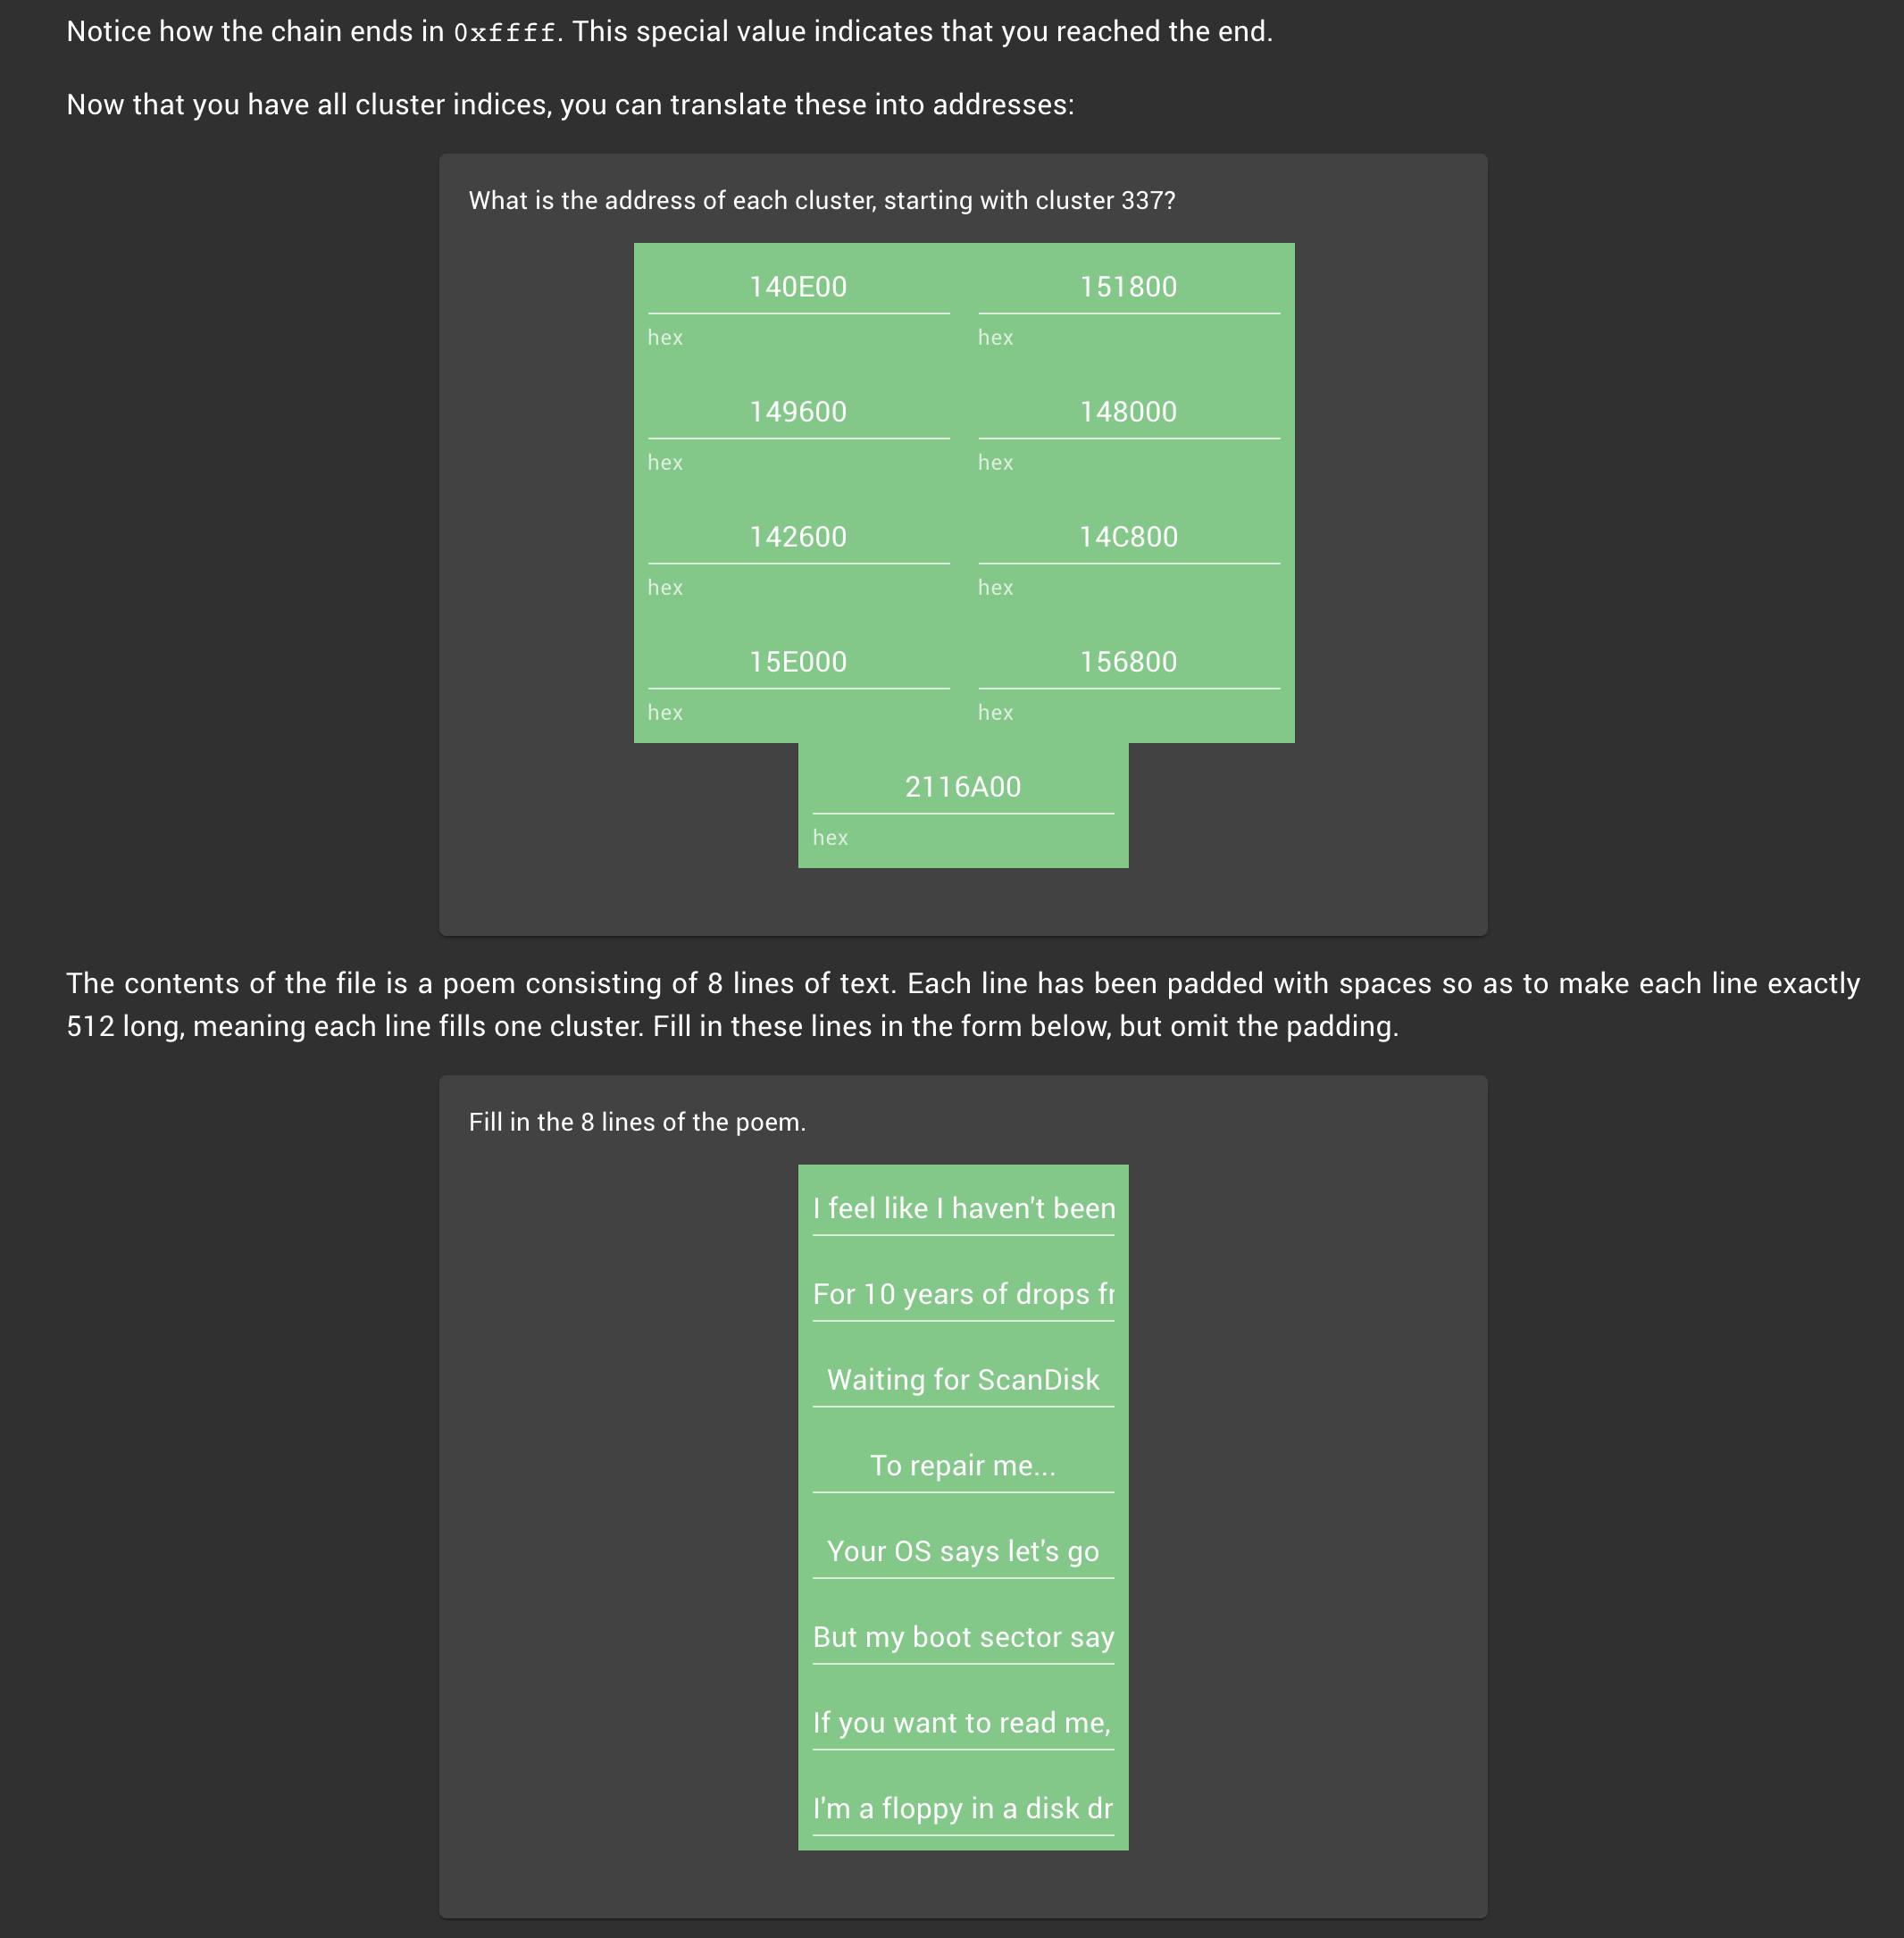 Notice how the chain ends in 0xffff. This special value indicates that you reached the end.
Now that you have all cluster indices, you can translate these into addresses:
What is the address of each cluster, starting with cluster 337?
140E00 151800
hex hex
149600 148000
hex hex
142600 14C800
hex hex
15E000 156800
hex hex
2116A00
hex
The contents of the file is a poem consisting of 8 lines of text. Each line has been padded with spaces so as to make each line exactly
512 long, meaning each line fills one cluster. Fill in these lines in the form below, but omit the padding.
Fill in the 8 lines of the poem.
I feel like I haven't been
For 10 years of drops fr
Waiting for ScanDisk
To repair me...
Your OS says let's go
But my boot sector say
If you want to read me,
I'm a floppy in a disk dr